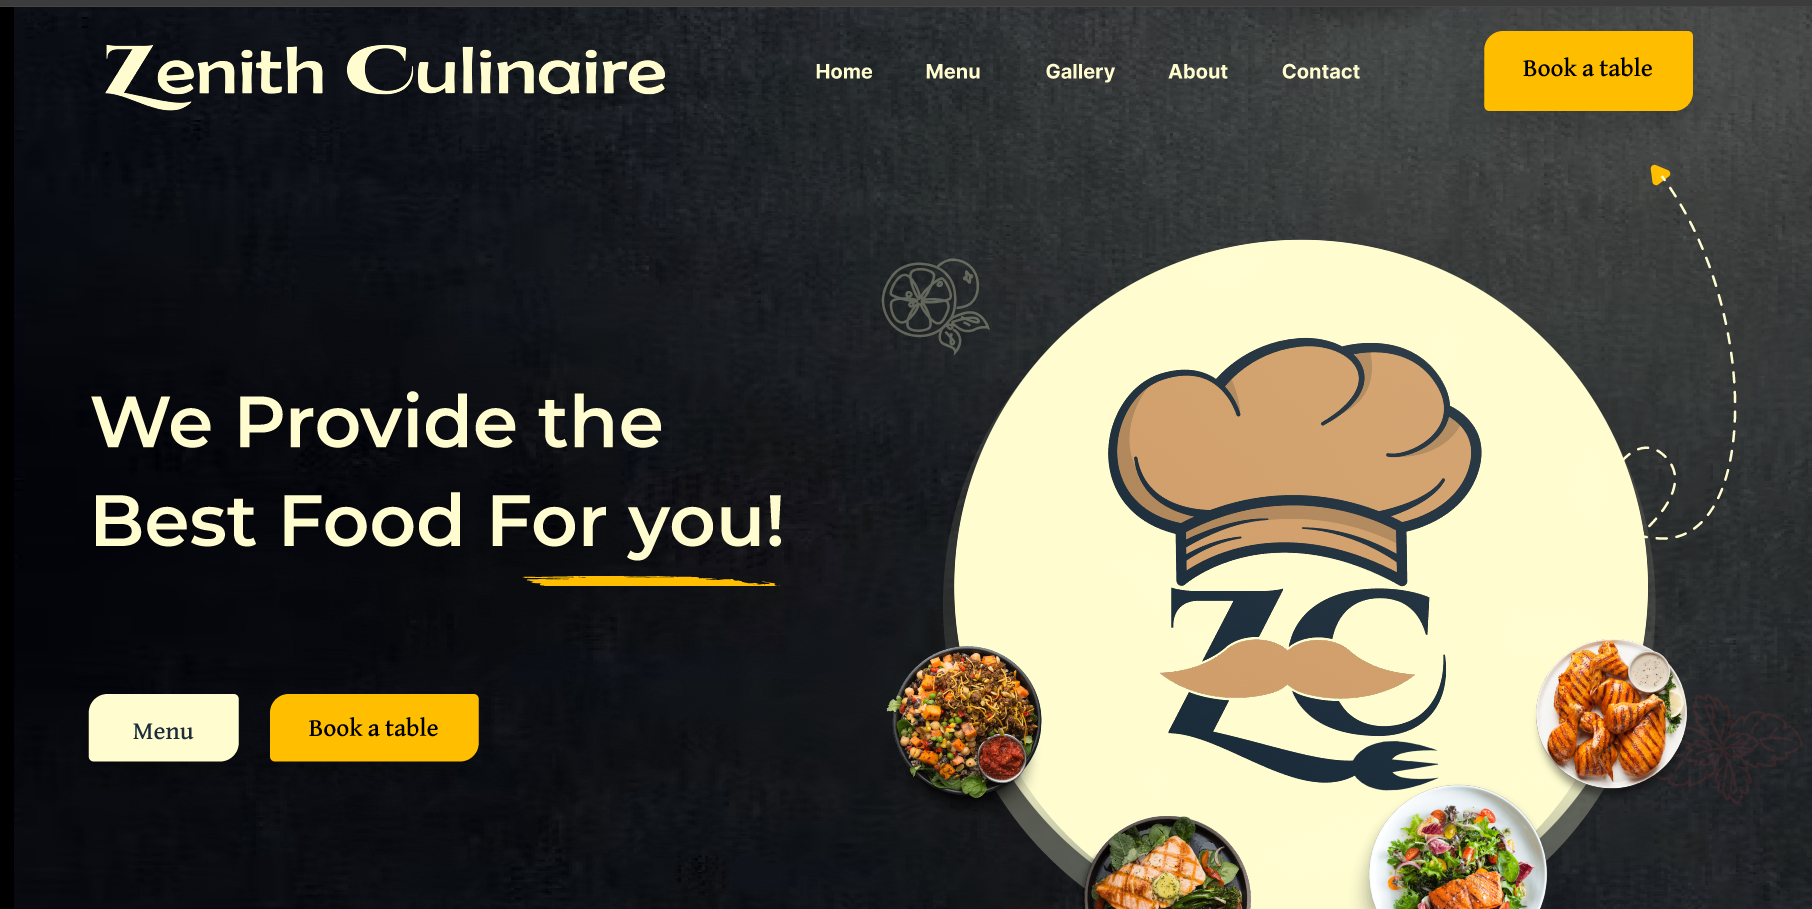 Zenith Culinaire
Home Menu Gallery About Contact
Book a table
We Provide the
Best Food For you!
Menu
Book a table
ZC